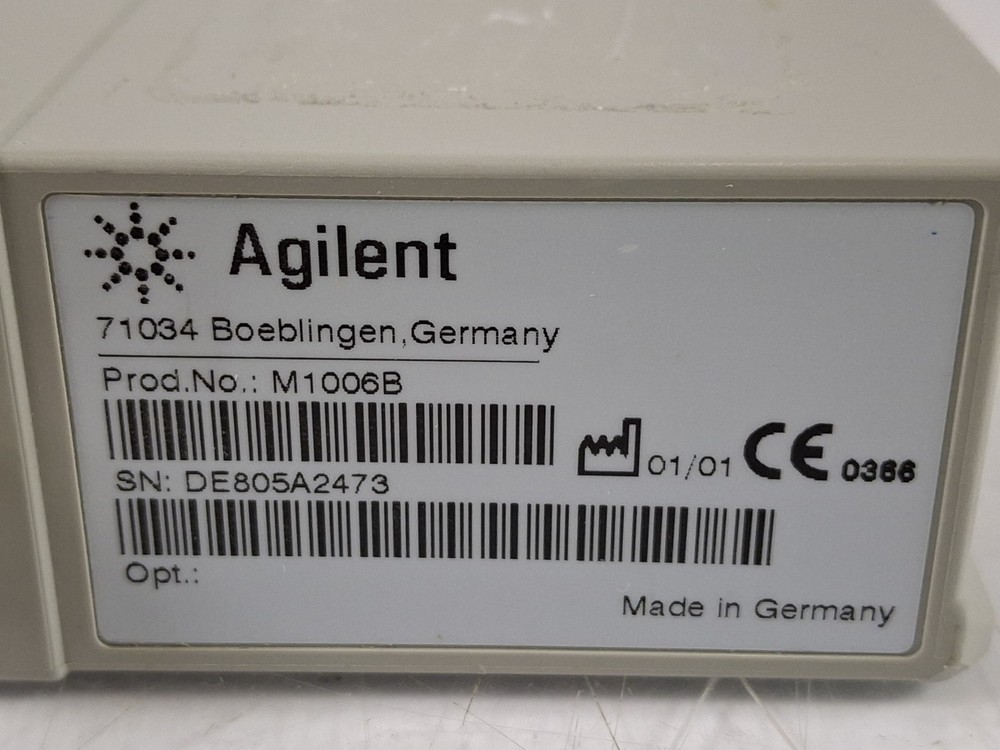 Agilent
71034 Boeblingen,Germany
Prod.No.: M1006B
01/01 CE 0366
SN: DE805A2473
Opt.:
Made in Germany